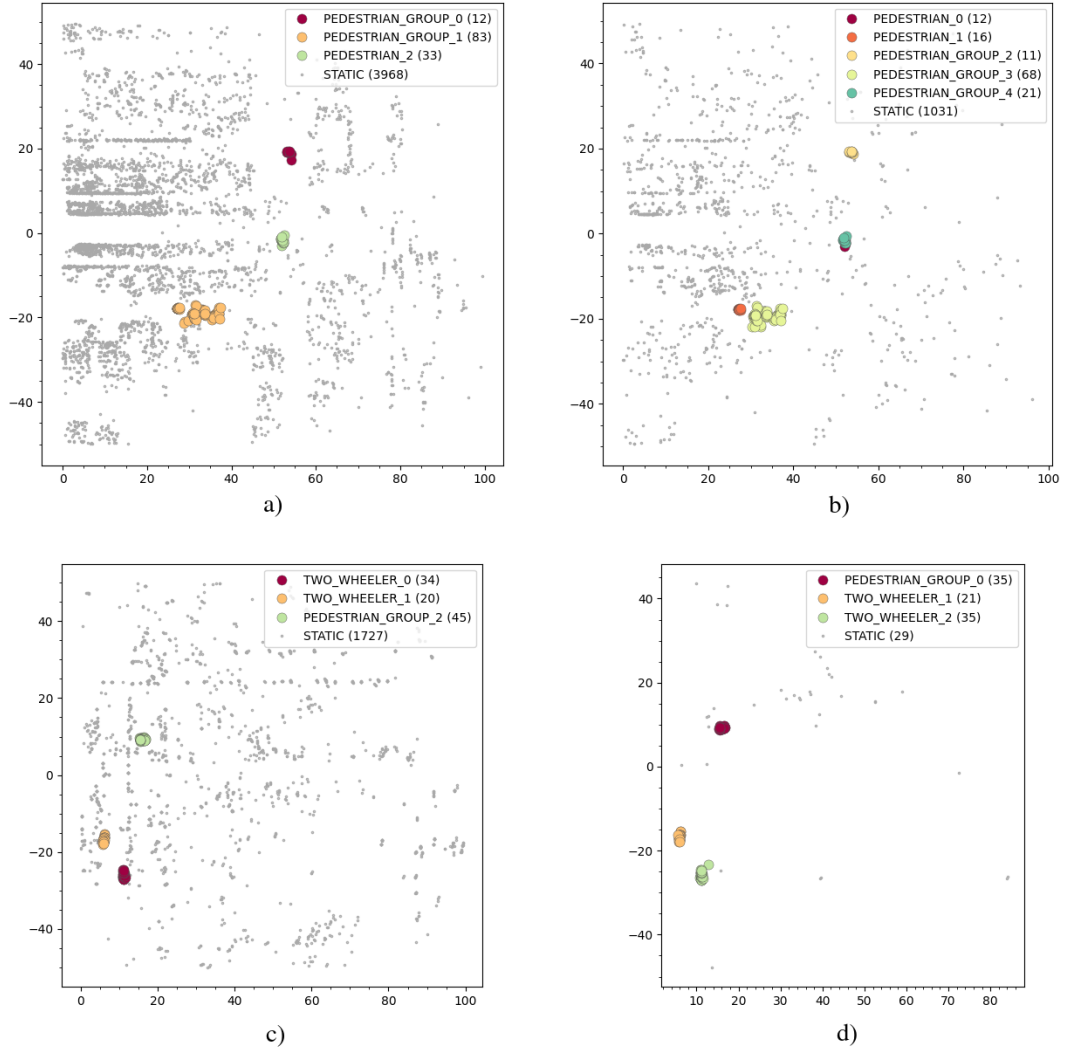 PEDESTRIAN_GROUP_0 (12)
PEDESTRIAN_GROUP_1 (83)
PEDESTRIAN_2 (33)
STATIC (3968)
40
20
0
−20
−40
0 20 40 60 80 100
a)
PEDESTRIAN_0 (12)
PEDESTRIAN_1 (16)
PEDESTRIAN_GROUP_2 (11)
PEDESTRIAN_GROUP_3 (68)
PEDESTRIAN_GROUP_4 (21)
STATIC (1031)
40
20
0
−20
−40
0 20 40 60 80 100
b)
TWO_WHEELER_0 (34)
TWO_WHEELER_1 (20)
PEDESTRIAN_GROUP_2 (45)
STATIC (1727)
40
20
0
−20
−40
0 20 40 60 80 100
c)
PEDESTRIAN_GROUP_0 (35)
TWO_WHEELER_1 (21)
TWO_WHEELER_2 (35)
STATIC (29)
40
20
0
−20
−40
10 20 30 40 50 60 70 80
d)